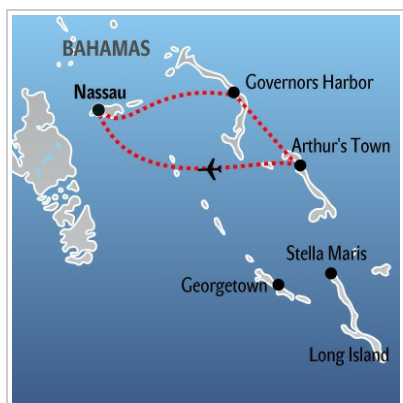 BAHAMAS
Nassau
Governors Harbor
Arthur's Town
Stella Maris
Georgetown
Long Island